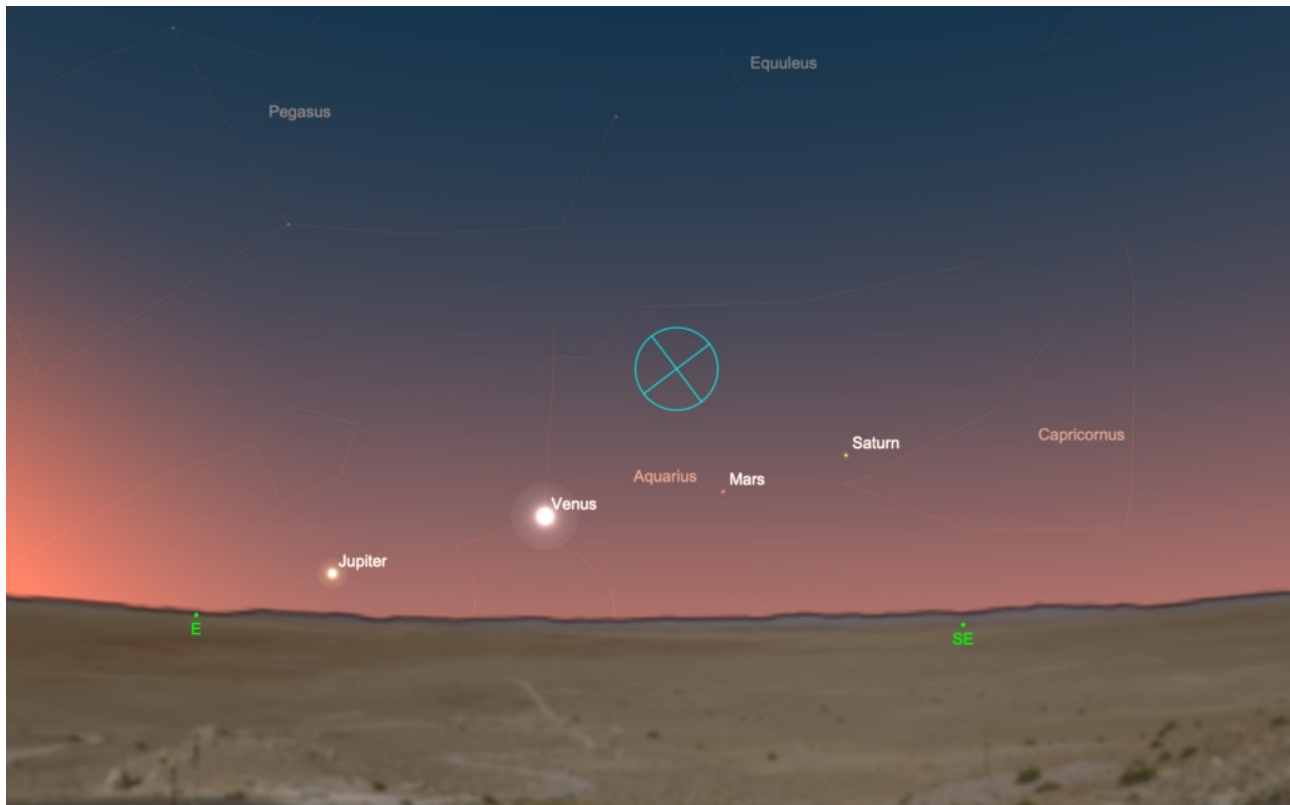 Equuleus
Pegasus
Capricornus
Saturn
Aquarius
Mars
Venus
Jupiter
E
SE